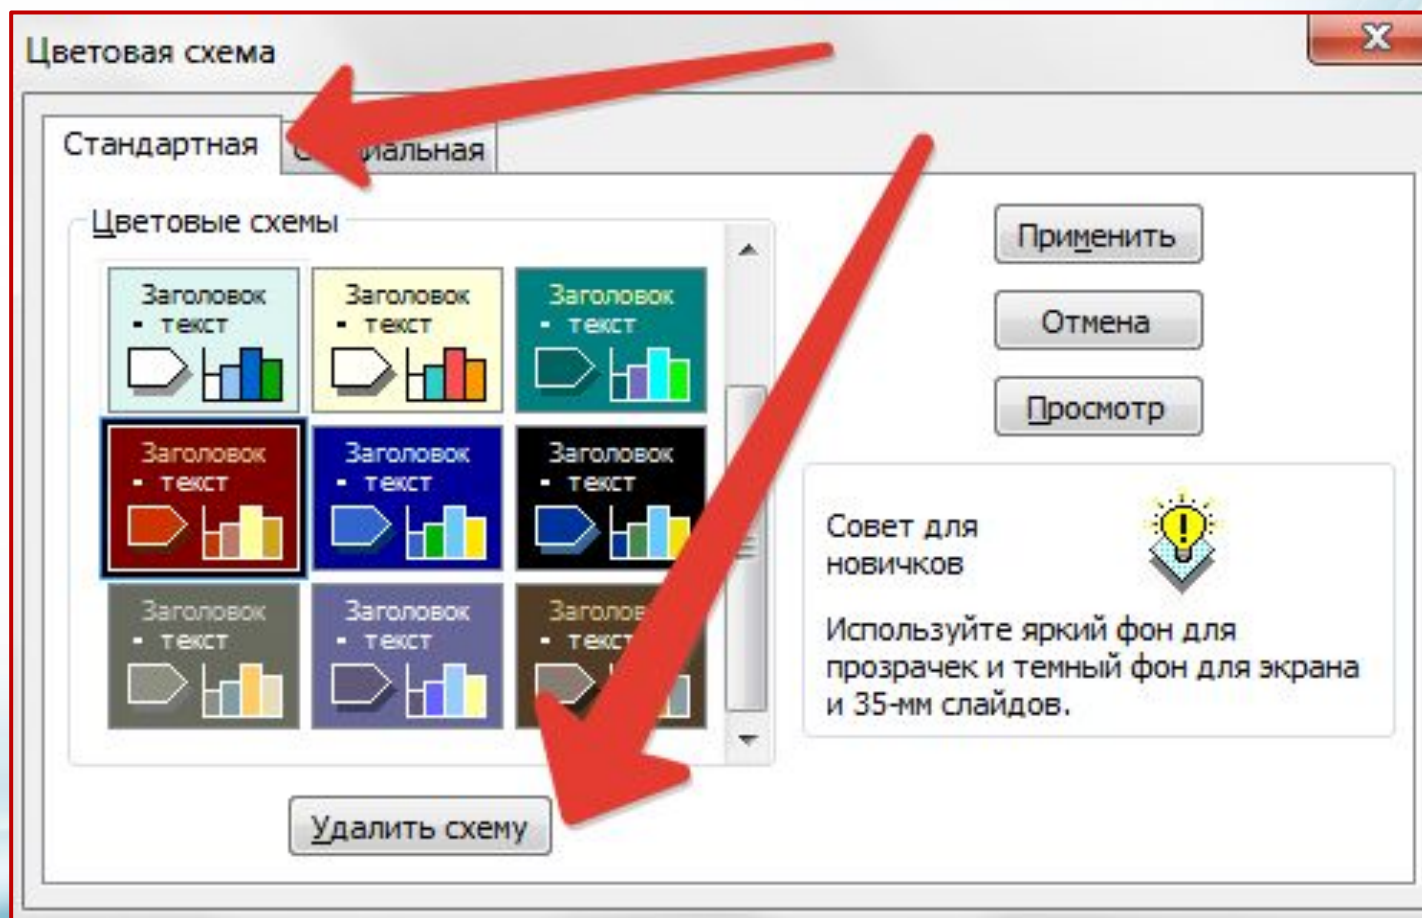 Цветовая схема
Стандартная
Цветовые схемы
Заголовок
- текст
Заголовок
- текст
Заголовок
- текст
Заголовок
- текст
Заголовок
- текст
Заголовок
- текст
Заголовок
- текст
Заголовок
- текст
- текст
Удалить схему
Применить
Отмена
Просмотр
Совет для
новичков
Используйте яркий фон для
прозрачек и темный фон для экрана
и 35-мм слайдов.